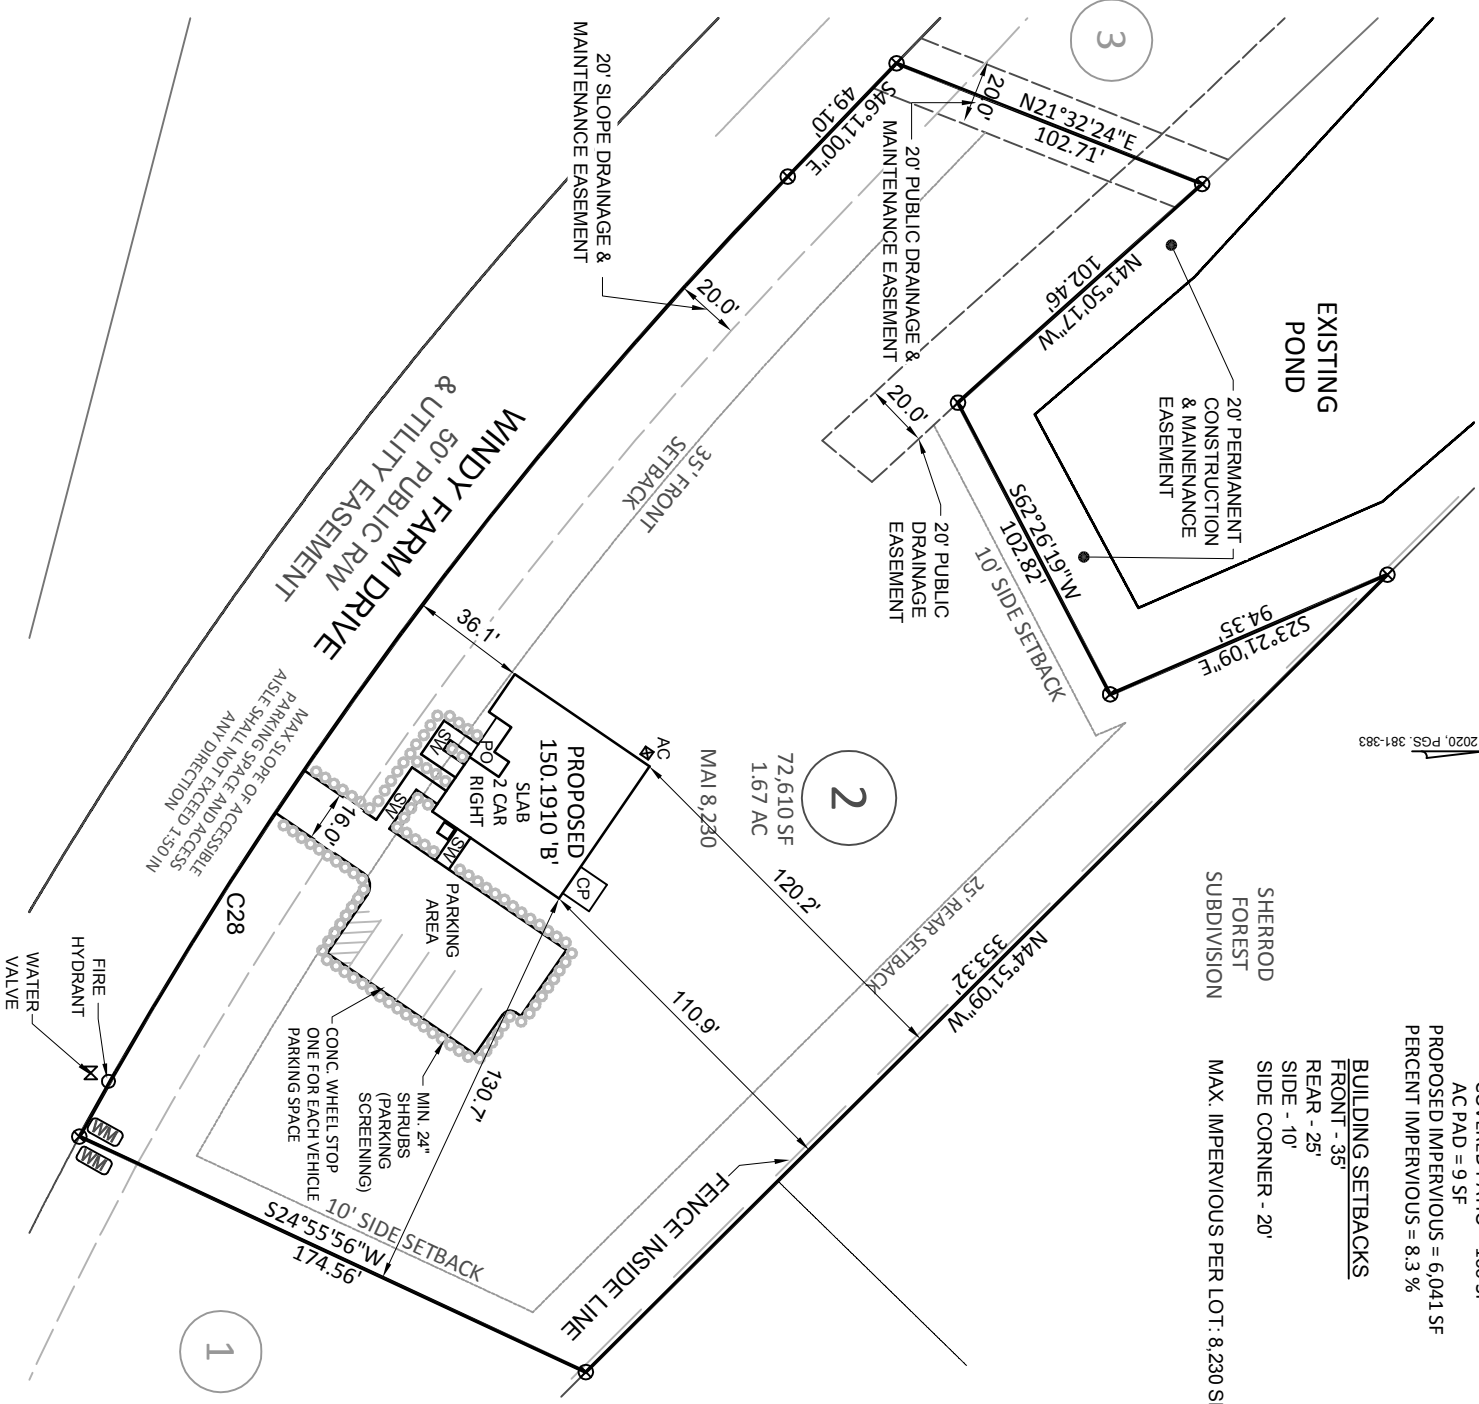 3
20' SLOPE DRAINAGE &
MAINTENANCE EASEMENT
S46°11'00"E
49.10'
20.0'
N21°32'24"E
102.71'
20' PUBLIC DRAINAGE &
MAINTENANCE EASEMENT
N41°50'17"W
102.46'
EXISTING
POND
20' PERMANENT
CONSTRUCTION
& MAINENANCE
EASEMENT
20.0'
20.0'
20' PUBLIC
DRAINAGE
EASEMENT
S62°26'19"W
102.82'
10' SIDE SETBACK
S23°21'09"E
94.35'
2020, PGS. 381-383
35' FRONT
SETBACK
WINDY FARM DRIVE
50' PUBLIC R/W
& UTILITY EASEMENT
36.1'
MAX SLOPE OF ACCESSIBLE
PARKING SPACE AND ACCESS
AISLE SHALL NOT EXCEED 1:50 IN
ANY DIRECTION
AC
PROPOSED
150.1910 'B'
SLAB
2 CAR
RIGHT
PO
SW
SW
SW
CP
16.0'
PARKING
AREA
2
72,610 SF
1.67 AC
MAI 8,230
120.2'
110.9'
130.7'
25' REAR SETBACK
N44°51'09"W
353.32'
SHERROD
FOREST
SUBDIVISION
AC PAD = 9 SF
PROPOSED IMPERVIOUS = 6,041 SF
PERCENT IMPERVIOUS = 8.3 %
BUILDING SETBACKS
FRONT - 35'
REAR - 25'
SIDE - 10'
SIDE CORNER - 20'
MAX. IMPERVIOUS PER LOT: 8,230
C28
FIRE
HYDRANT
WATER
VALVE
WM
WM
CONC. WHEEL STOP
ONE FOR EACH VEHICLE
PARKING SPACE
MIN. 24"
SHRUBS
(PARKING
SCREENING)
10' SIDE SETBACK
S24°55'56"W
174.56'
FENCE INSIDE LINE
1